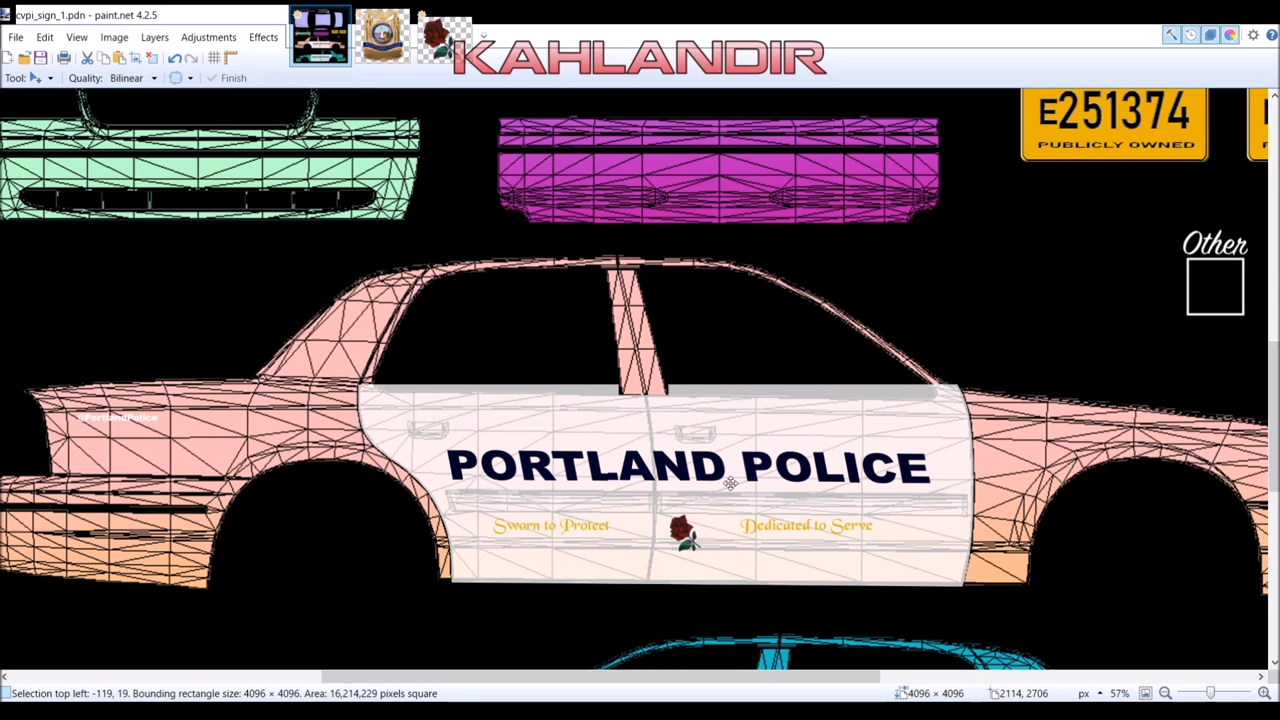 cvpi_sign_1.pdn - paint.net 4.2.5
File Edit View Image Layers Adjustments Effects
KAHLANDIR
Tool: Quality: Bilinear Finish
E251374
PUBLICLY OWNED
Other
@PortlandPolice
PORTLAND POLICE
Sworn to Protect Dedicated to Serve
Selection top left: -119, 19. Bounding rectangle size: 4096 × 4096. Area: 16,214,229 pixels square 4096 × 4096 2114, 2706 px 57%